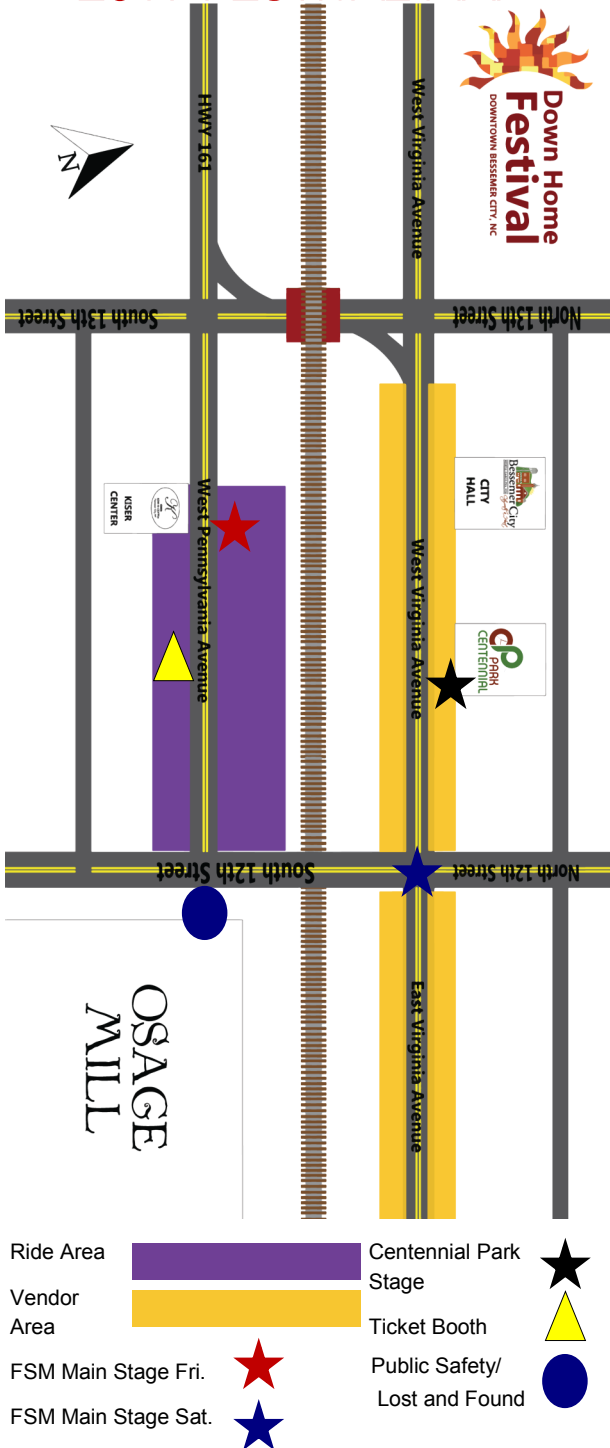 Down Home
Festival
DOWNTOWN BESSEMER CITY, NC
HWY 161
West Virginia Avenue
N
South 13th Street
North 13th Street
Bessemer City
CITY
HALL
KISER
CENTER
West Pennsylvania Avenue
West Virginia Avenue
CP
PARK
CENTENNIAL
South 12th Street
North 12th Street
OSAGE
MILL
East Virginia Avenue
Ride Area
Vendor
Area
FSM Main Stage Fri.
FSM Main Stage Sat.
Centennial Park
Stage
Ticket Booth
Public Safety/
Lost and Found